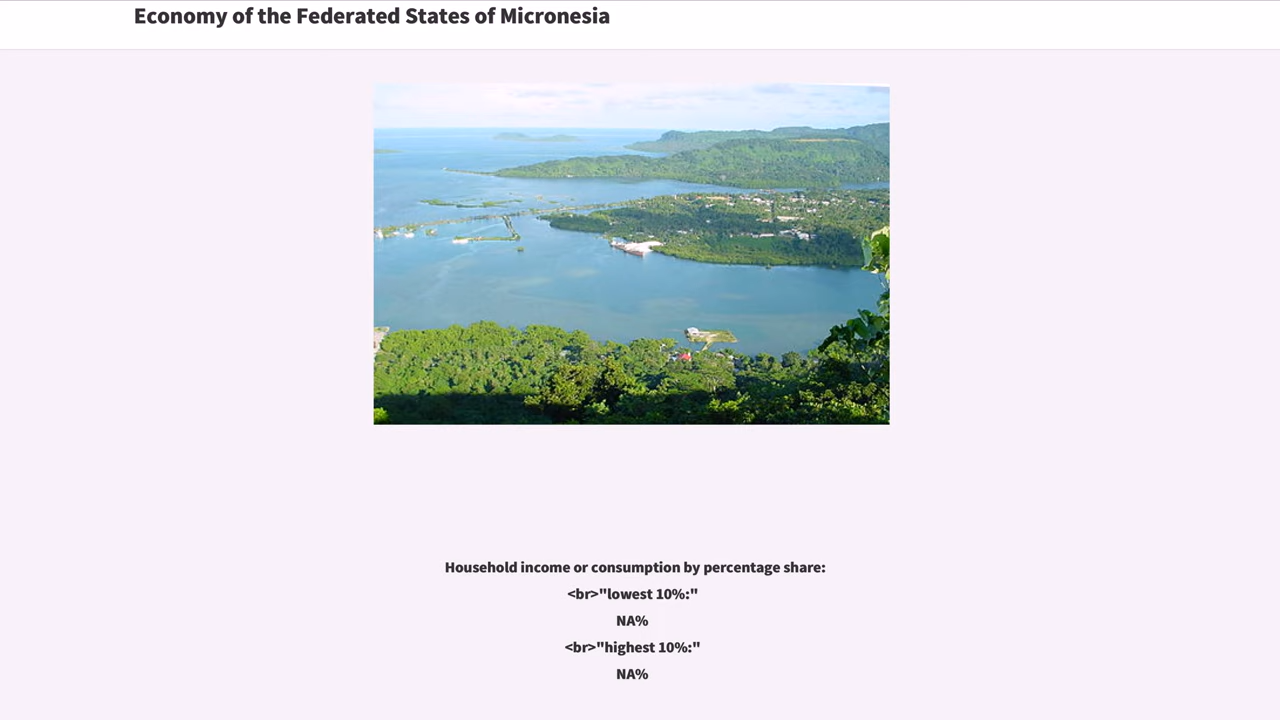 Economy of the Federated States of Micronesia
Household income or consumption by percentage share:
<br>"lowest 10%:"
NA%
<br>"highest 10%:"
NA%